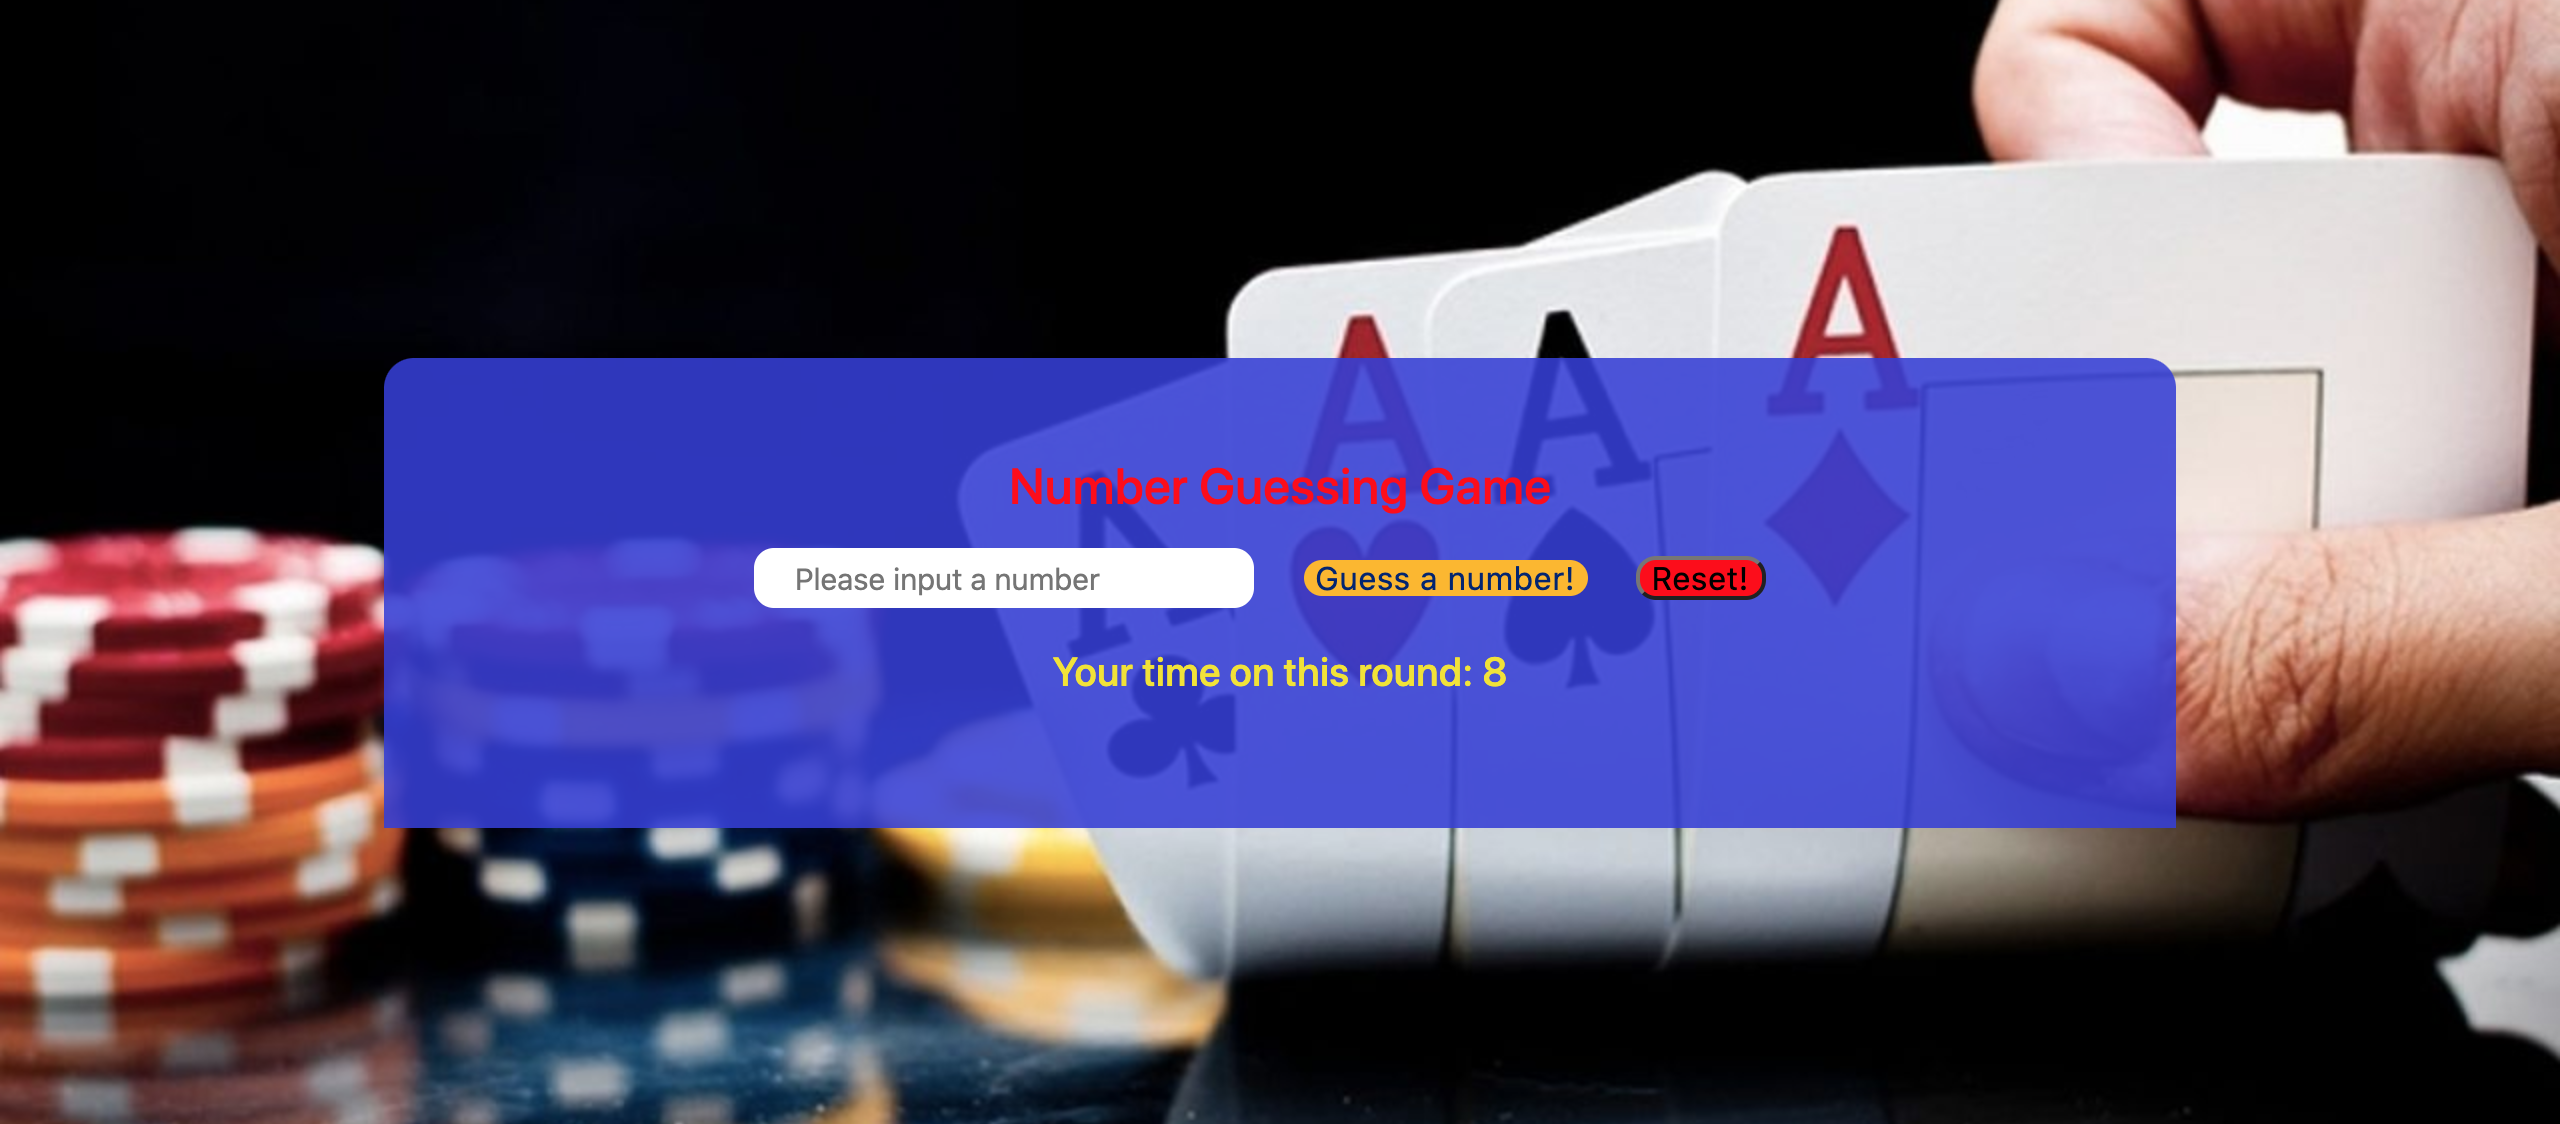 A
A
A
A
Number Guessing Game
Please input a number Guess a number! Reset!
Your time on this round: 8